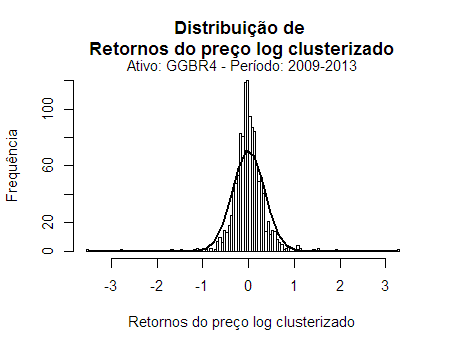 Distribuição de
Retornos do preço log clusterizado
Ativo: GGBR4 - Período: 2009-2013
Frequência
100
60
20
0
-3
-2
-1
0
1
2
3
Retornos do preço log clusterizado